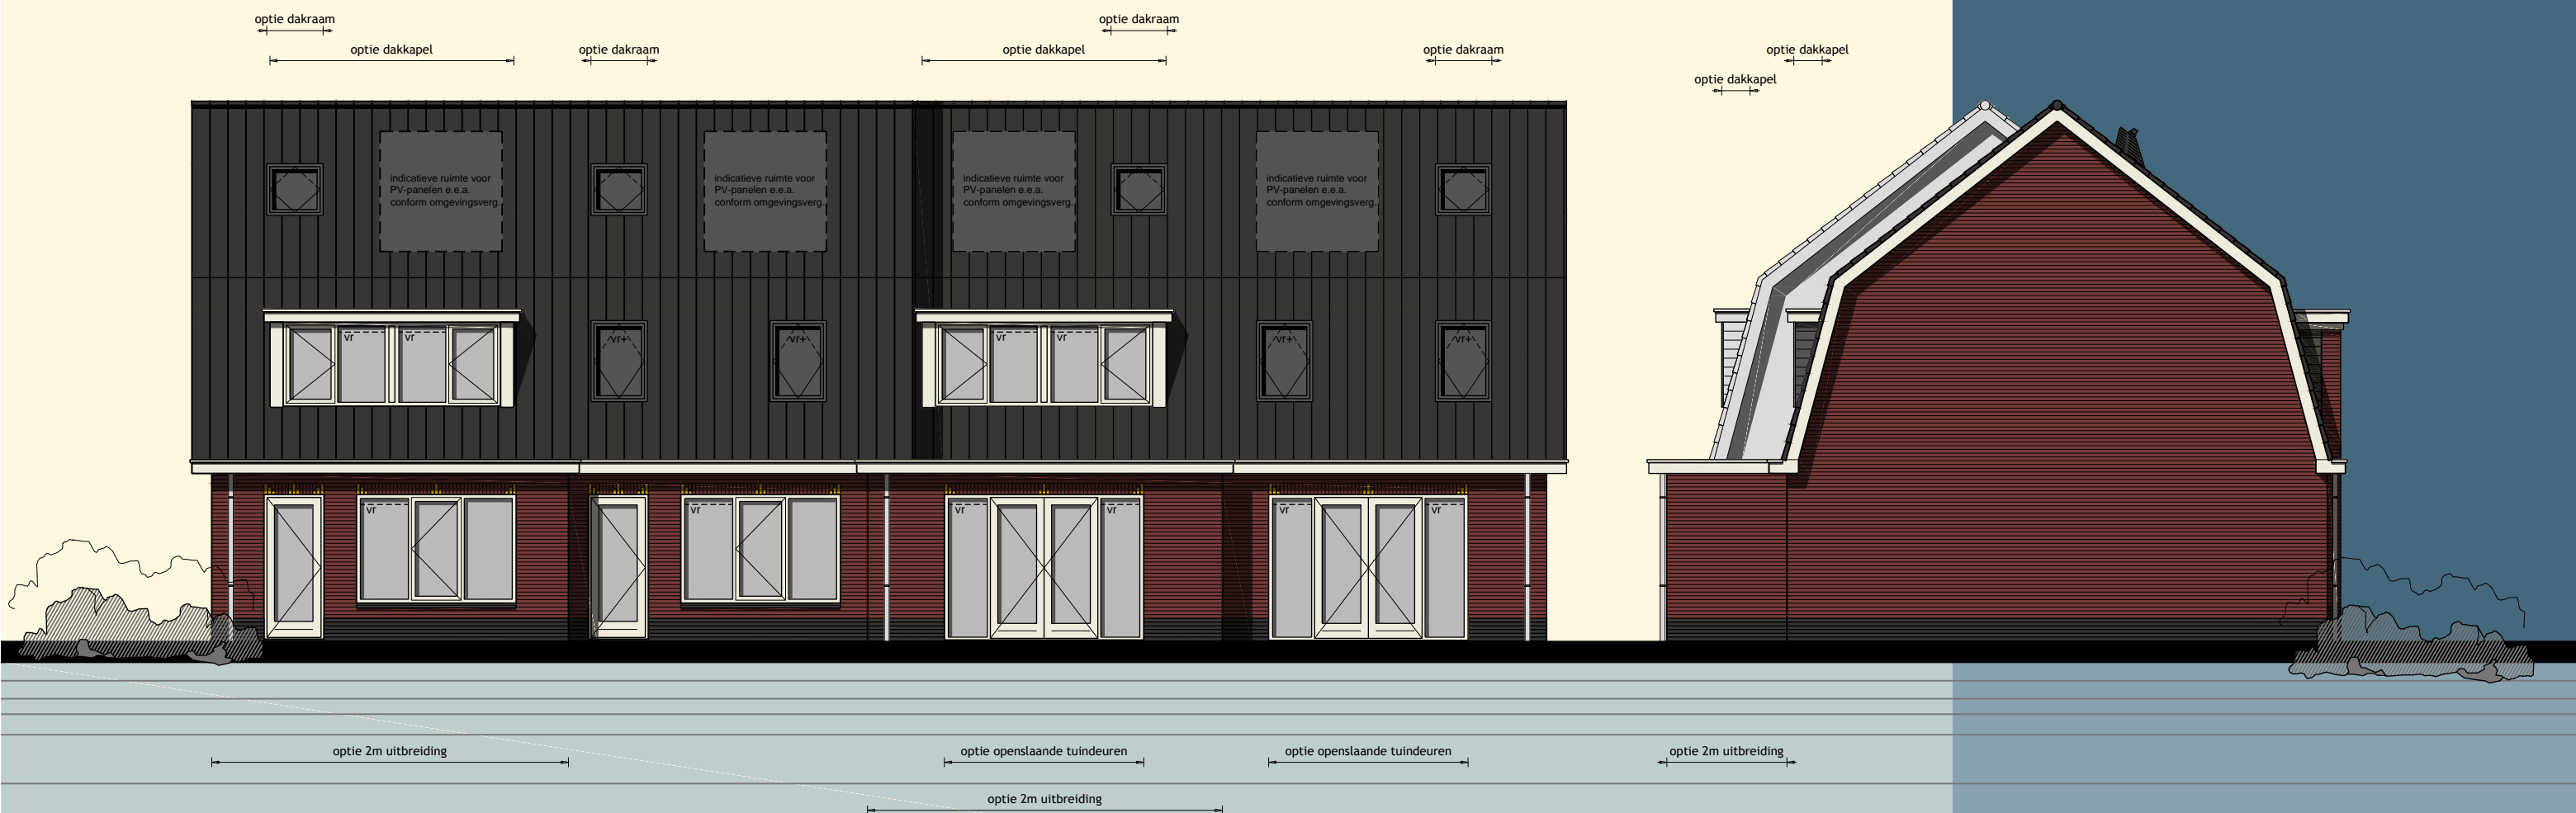 optie dakraam
optie dakraam
optie dakkapel
optie dakraam
optie dakkapel
optie dakraam
optie dakkapel
optie dakkapel
indicatieve ruimte voor
PV-panelen e.e.a.
conform omgevingsverg.
indicatieve ruimte voor
PV-panelen e.e.a.
conform omgevingsverg.
indicatieve ruimte voor
PV-panelen e.e.a.
conform omgevingsverg.
indicatieve ruimte voor
PV-panelen e.e.a.
conform omgevingsverg.
vr
vr
vr+
vr+
vr
vr
vr+
vr+
vr
vr
vr
vr
vr
vr
optie 2m uitbreiding
optie openslaande tuindeuren
optie openslaande tuindeuren
optie 2m uitbreiding
optie 2m uitbreiding